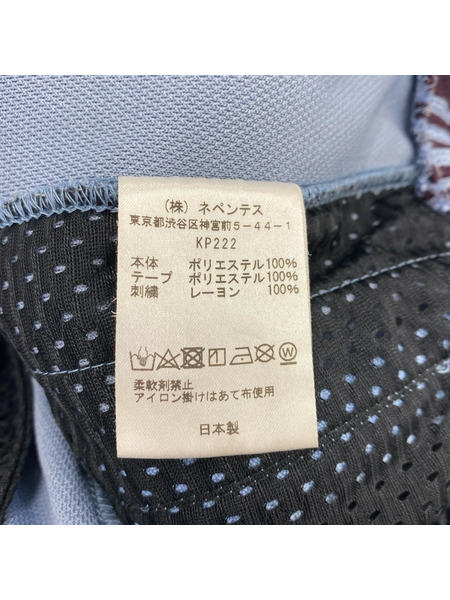 (株) ネペンテス
東京都渋谷区神宮前5-44-1
KP222
本体 ポリエステル100%
テープ ポリエステル100%
刺繍 レーヨン 100%
W
柔軟剤禁止
アイロン掛けはあて布使用
日本製